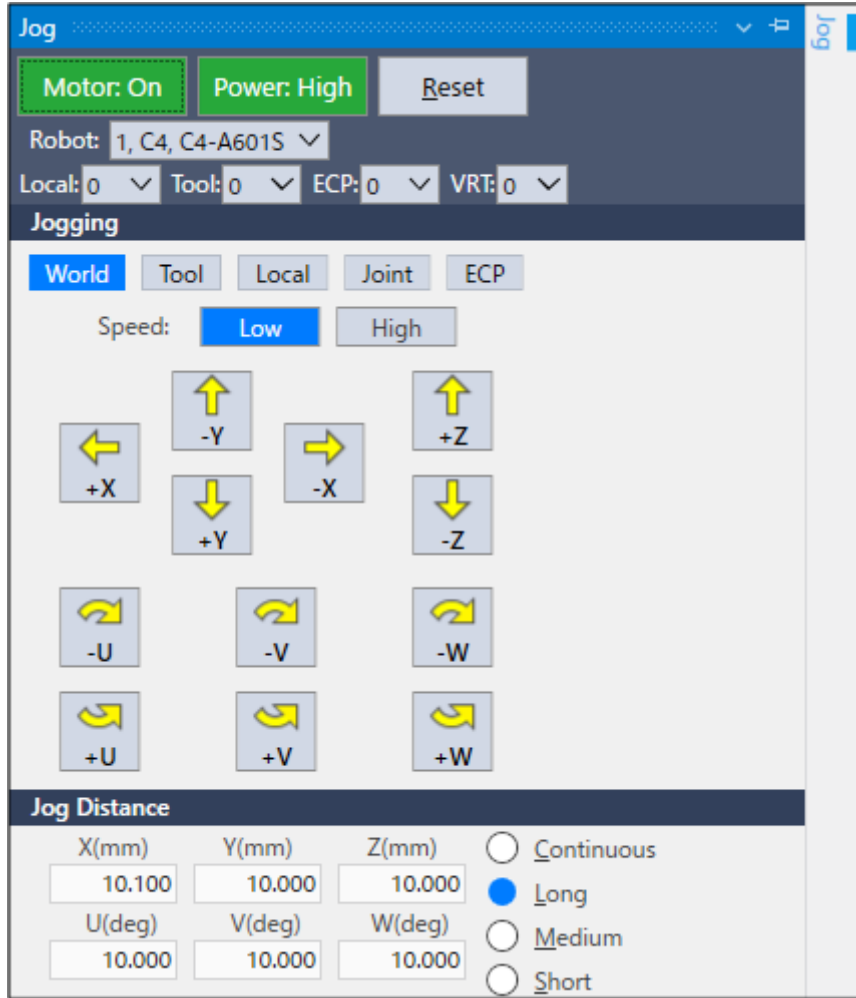 Jog
Jog
Motor: On Power: High Reset
Robot: 1, C4, C4-A601S
Local: 0 Tool: 0 ECP: 0 VRT: 0
Jogging
World Tool Local Joint ECP
Speed: Low High
-Y +Z
+X -X
+Y -Z
-U -V -W
+U +V +W
Jog Distance
X(mm) Y(mm) Z(mm) Continuous
10.100 10.000 10.000
Long
U(deg) V(deg) W(deg)
Medium
10.000 10.000 10.000
Short